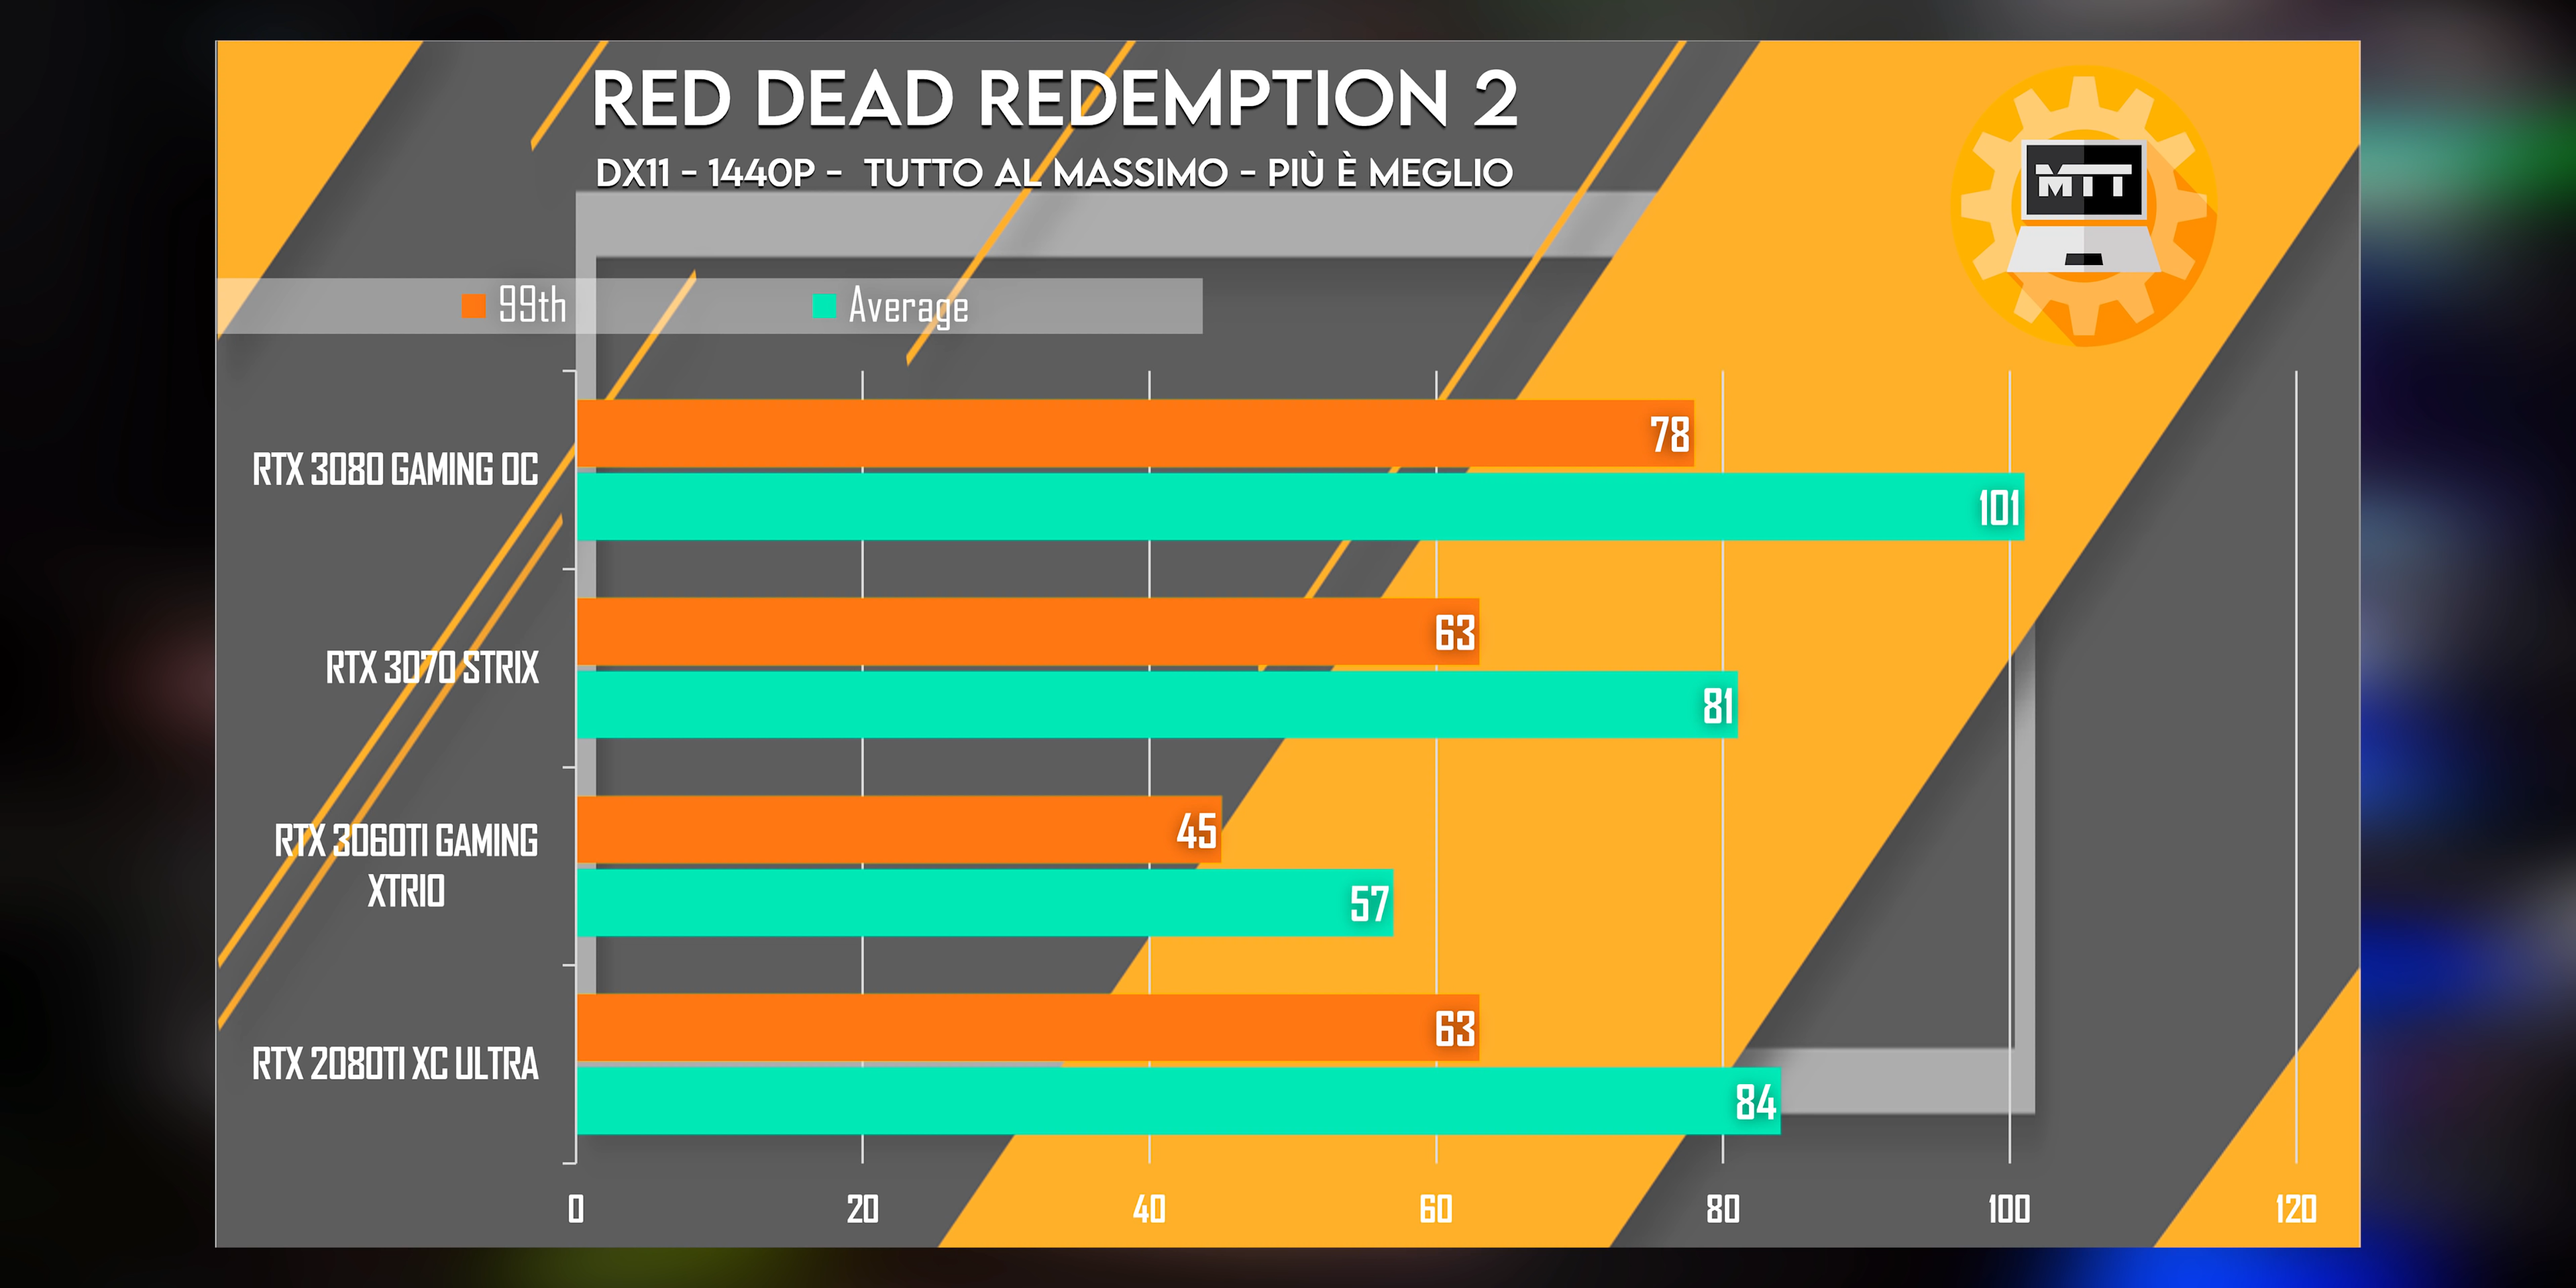 RED DEAD REDEMPTION 2
DX11 - 1440P - TUTTO AL MASSIMO - PIÙ È MEGLIO
MTT
99th
Average
RTX 3080 GAMING OC
78
101
RTX 3070 STRIX
63
81
RTX 3060TI GAMING
XTRIO
45
57
RTX 2080TI XC ULTRA
63
84
0 20 40 60 80 100 120